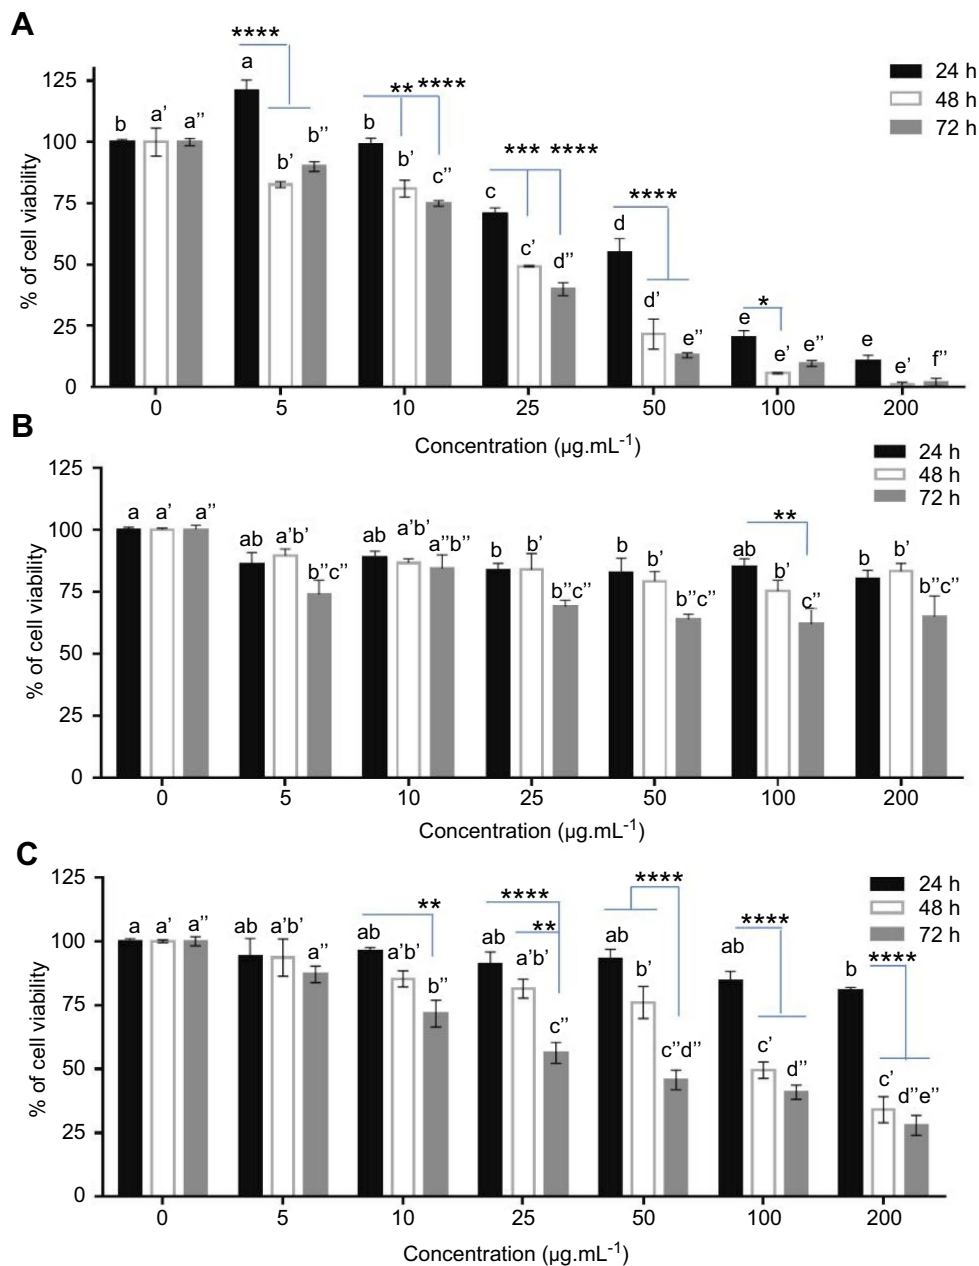 A
24 h
48 h
72 h
% of cell viability
125
100
75
50
25
0
b a’ a’’
**** a b’ b’’
** **** b b’ c’’
*** **** c c’ d’’
**** d d’ e’’
* e e’ e’’
e e’ f’’
0 5 10 25 50 100 200
Concentration (µg.mL-1)
B
24 h
48 h
72 h
% of cell viability
125
100
75
50
25
0
a a’ a’’
ab a’b’ b’’c’’
ab a’b’ a’’b’’
b b’ b’’c’’
b b’ b’’c’’
** ab b’ c’’
b b’ b’’c’’
0 5 10 25 50 100 200
Concentration (µg.mL-1)
C
24 h
48 h
72 h
% of cell viability
125
100
75
50
25
0
a a’ a’’
ab a’b’ a’’
** ab a’b’ b’’
**** ** ab a’b’ c’’
**** ab b’ c’’d’’
**** ab c’ d’’
**** b c’ d’’e’’
0 5 10 25 50 100 200
Concentration (µg.mL-1)